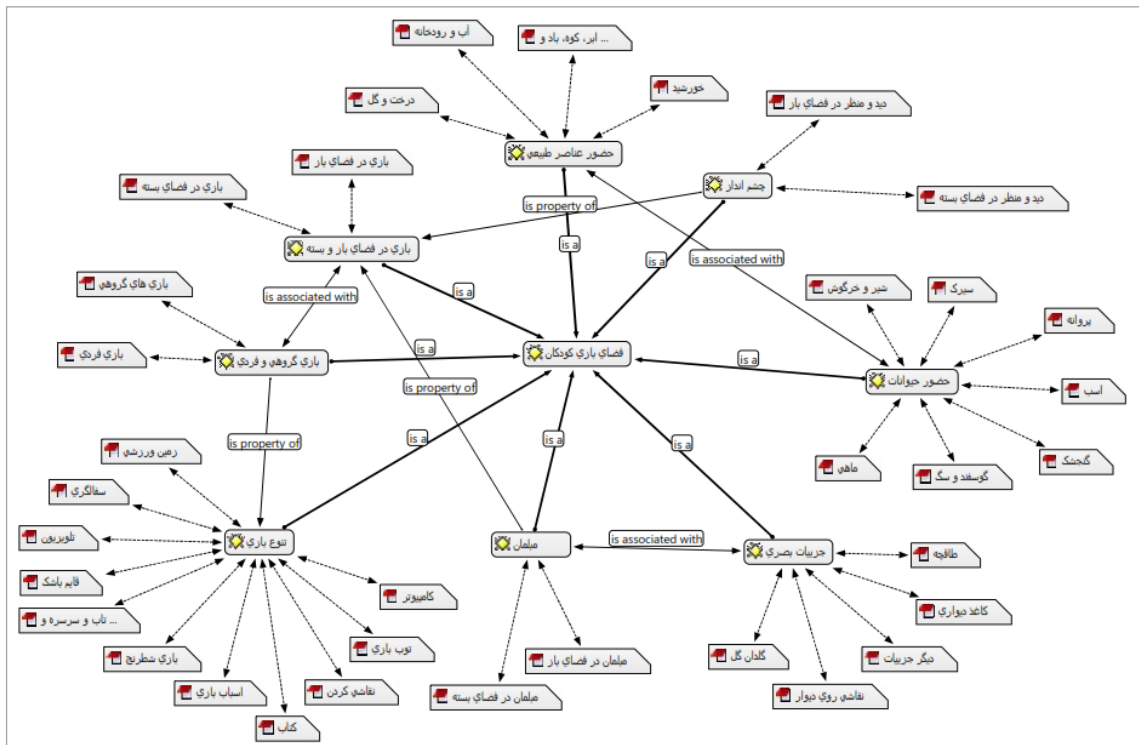 آب و رودخانه
ابر، کوه، باد و ...
خورشید
درخت و گل
دید و منظر در فضاي باز
حضور عناصر طبيعي
بازي در فضاي باز
چشم انداز
بازي در فضاي بسته
ديد و منظر در فضاي بسته
is property of
بازي در فضاي باز و بسته
is a
is a
is associated with
بازي هاي گروهي
is associated with
is a
شير و خرگوش
سيرک
پروانه
بازي فردي
بازي گروهي و فردي
is a
فضاي بازي کودکان
is a
حضور حيوانات
اسب
is property of
زمين ورزشي
is property of
is a
is a
is a
ماهي
گوسفند و سگ
گنجشک
سفالگري
تلويزيون
تنوع بازي
مبلمان
is associated with
جزييات بصري
طاقچه
قايم باشک
کامپيوتر
کاغذ ديواري
تاب و سرسره و ...
بازي شطرنج
توپ بازي
مبلمان در فضاي باز
گلدان گل
ديگر جزييات
اسباب بازي
نقاشي کردن
مبلمان در فضاي بسته
نقاشي روي ديوار
کتاب